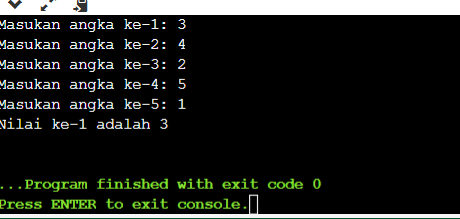 Masukan angka ke-1: 3
Masukan angka ke-2: 4
Masukan angka ke-3: 2
Masukan angka ke-4: 5
Masukan angka ke-5: 1
Nilai ke-1 adalah 3
...Program finished with exit code 0
Press ENTER to exit console.